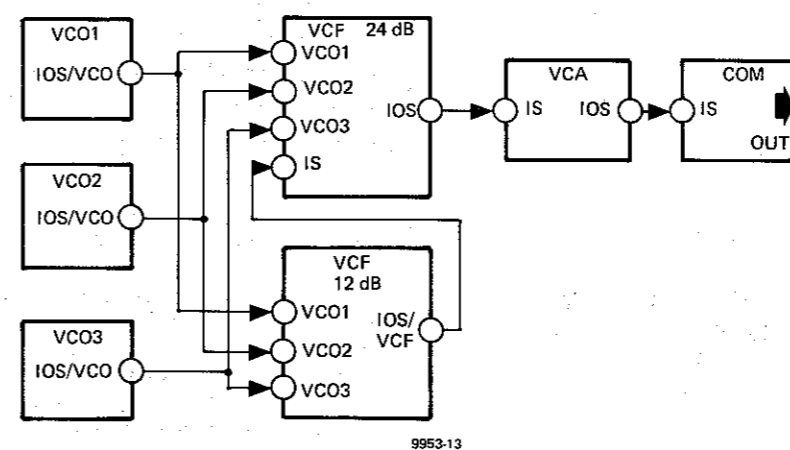 VCO1
IOS/VCO
VCO2
IOS/VCO
VCO3
IOS/VCO
VCF 24 dB
VCO1
VCO2
VCO3
IS
IOS
VCF
12 dB
VCO1
VCO2
VCO3
IOS/
VCF
VCA
IS
IOS
COM
IS
OUT
9953-13